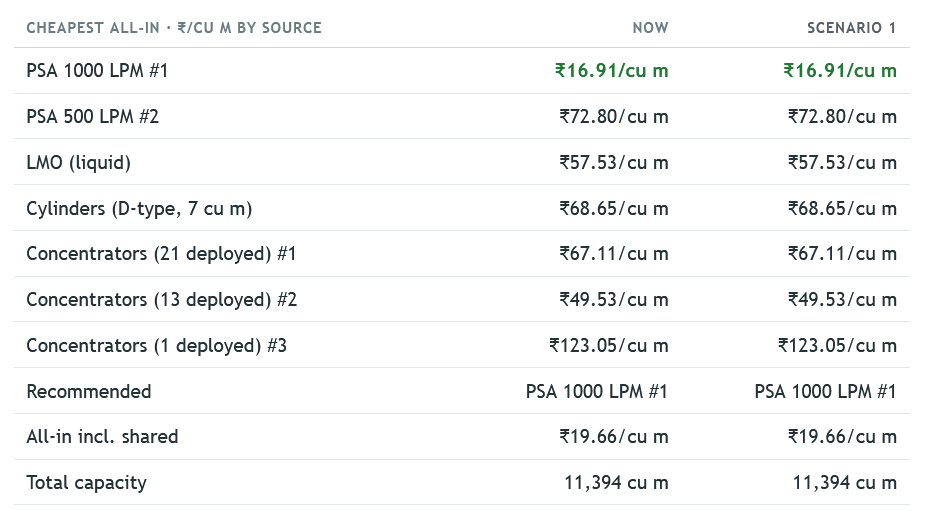 CHEAPEST ALL-IN · ₹/CU M BY SOURCE NOW SCENARIO 1
PSA 1000 LPM #1 ₹16.91/cu m ₹16.91/cu m
PSA 500 LPM #2 ₹72.80/cu m ₹72.80/cu m
LMO (liquid) ₹57.53/cu m ₹57.53/cu m
Cylinders (D-type, 7 cu m) ₹68.65/cu m ₹68.65/cu m
Concentrators (21 deployed) #1 ₹67.11/cu m ₹67.11/cu m
Concentrators (13 deployed) #2 ₹49.53/cu m ₹49.53/cu m
Concentrators (1 deployed) #3 ₹123.05/cu m ₹123.05/cu m
Recommended PSA 1000 LPM #1 PSA 1000 LPM #1
All-in incl. shared ₹19.66/cu m ₹19.66/cu m
Total capacity 11,394 cu m 11,394 cu m